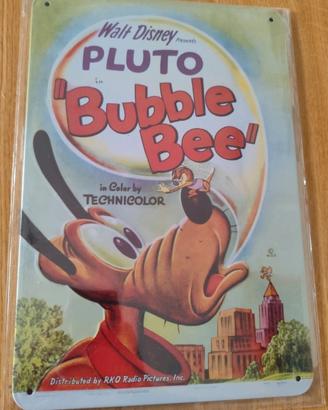 Walt Disney Presents
PLUTO
in
"Bubble
Bee"
in Color by
TECHNICOLOR
Distributed by RKO Radio Pictures, Inc.